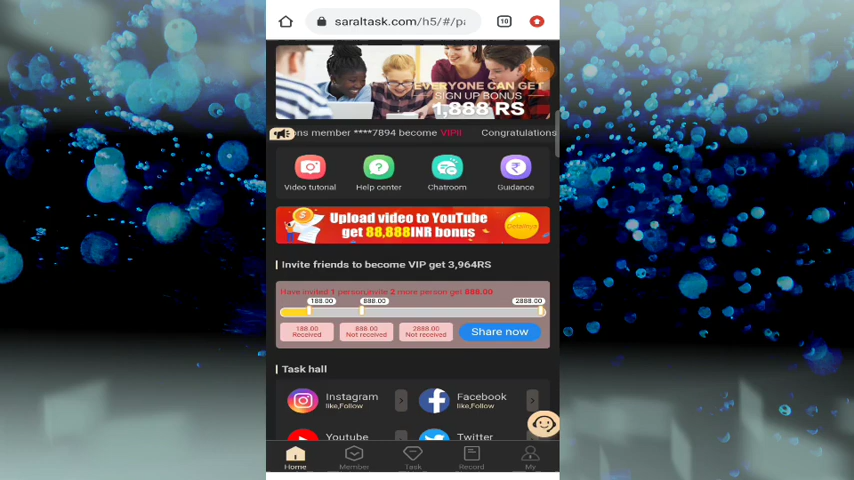 saraltask.com/h5/#/pa
10
EVERYONE CAN GET
SIGN UP BONUS
1,888 RS
ons member ****7894 become VIPII Congratulations
Video tutorial
Help center
Chatroom
Guidance
Upload video to YouTube
get 88,888INR bonus
Invite friends to become VIP get 3,964RS
Have invited 1 person,invite 2 more person get 888.00
188.00 888.00 2888.00
188.00
Received
888.00
Not received
2888.00
Not received
Share now
Task hall
Instagram
like,Follow
Facebook
like,Follow
Youtube
Twitter
Home
Member
Task
Record
My